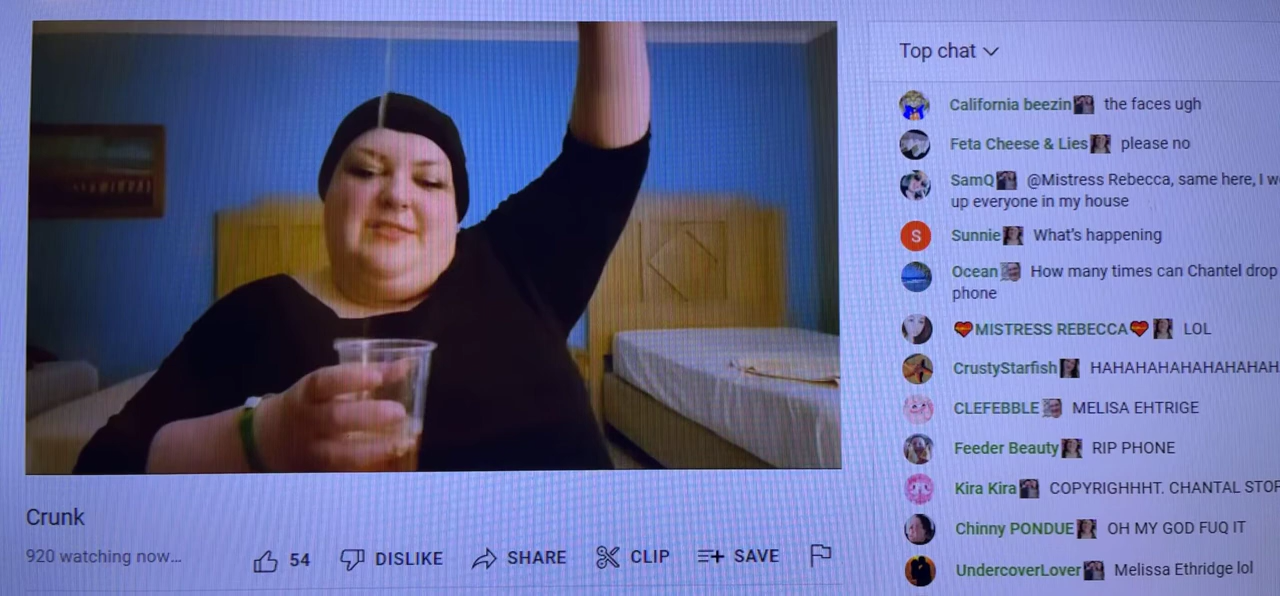 Top chat
California beezin the faces ugh
Feta Cheese & Lies please no
SamQ @Mistress Rebecca, same here, I w
up everyone in my house
S
Sunnie What's happening
Ocean How many times can Chantel drop
phone
MISTRESS REBECCA LOL
CrustyStarfish HAHAHAHAHAHAHAH
CLEFEBBLE MELISA EHTRIGE
Feeder Beauty RIP PHONE
Kira Kira COPYRIGHHHT. CHANTAL STOP
Chinny PONDUE OH MY GOD FUQ IT
UndercoverLover Melissa Ethridge lol
Crunk
920 watching now...
54 DISLIKE SHARE CLIP SAVE